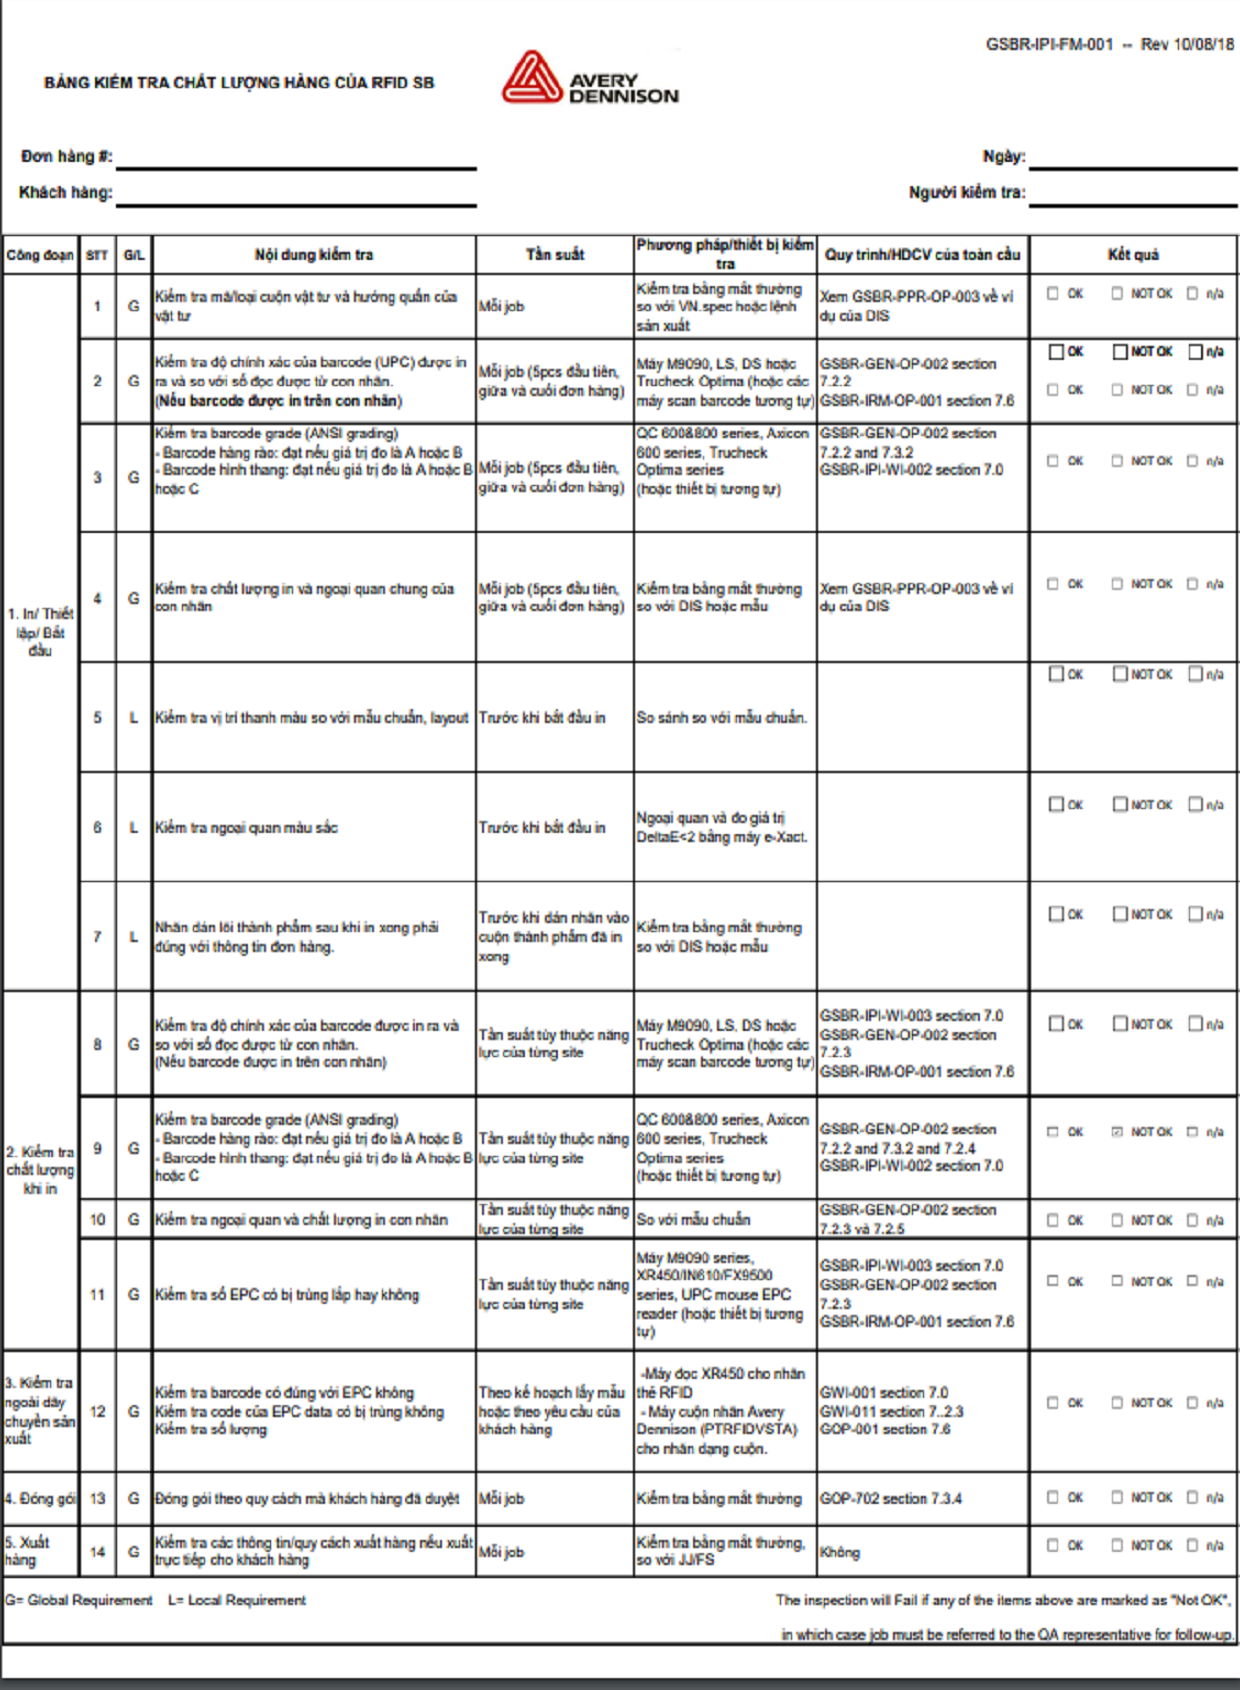 GSBR-IPI-FM-001 -- Rev 10/08/18
BẢNG KIỂM TRA CHẤT LƯỢNG HÀNG CỦA RFID SB
AVERY
DENNISON
Đơn hàng #:
Ngày:
Khách hàng:
Người kiểm tra:
Công đoạn STT G/L Nội dung kiểm tra Tần suất Phương pháp/thiết bị kiểm tra Quy trình/HDCV của toàn cầu Kết quả
1. In/ Thiết
lập/ Bắt
đầu
1 G
Kiểm tra mã/loại cuộn vật tư và hướng quấn của
vật tư
Mỗi job
Kiểm tra bằng mắt thường
so với VN.spec hoặc lệnh
sản xuất
Xem GSBR-PPR-OP-003 về ví
dụ của DIS
OK NOT OK n/a
2 G
Kiểm tra độ chính xác của barcode (UPC) được in
ra và so với số đọc được từ con nhãn.
(Nếu barcode được in trên con nhãn)
Mỗi job (5pcs đầu tiên,
giữa và cuối đơn hàng)
Máy M9090, LS, DS hoặc
Trucheck Optima (hoặc các
máy scan barcode tương tự)
GSBR-GEN-OP-002 section
7.2.2
GSBR-IRM-OP-001 section 7.6
OK NOT OK n/a
OK NOT OK n/a
3 G
Kiểm tra barcode grade (ANSI grading)
- Barcode hàng rào: đạt nếu giá trị đo là A hoặc B
- Barcode hình thang: đạt nếu giá trị đo là A hoặc B
hoặc C
Mỗi job (5pcs đầu tiên,
giữa và cuối đơn hàng)
QC 600&800 series, Axicon
600 series, Trucheck
Optima series
(hoặc thiết bị tương tự)
GSBR-GEN-OP-002 section
7.2.2 and 7.3.2
GSBR-IPI-WI-002 section 7.0
OK NOT OK n/a
4 G
Kiểm tra chất lượng in và ngoại quan chung của
con nhãn
Mỗi job (5pcs đầu tiên,
giữa và cuối đơn hàng)
Kiểm tra bằng mắt thường
so với DIS hoặc mẫu
Xem GSBR-PPR-OP-003 về ví
dụ của DIS
OK NOT OK n/a
5 L
Kiểm tra vị trí thanh màu so với mẫu chuẩn, layout
Trước khi bắt đầu in
So sánh so với mẫu chuẩn.
OK NOT OK n/a
6 L
Kiểm tra ngoại quan màu sắc
Trước khi bắt đầu in
Ngoại quan và đo giá trị
DeltaE<2 bằng máy e-Xact.
OK NOT OK n/a
7 L
Nhãn dán lõi thành phẩm sau khi in xong phải
đúng với thông tin đơn hàng.
Trước khi dán nhãn vào
cuộn thành phẩm đã in
xong
Kiểm tra bằng mắt thường
so với DIS hoặc mẫu
OK NOT OK n/a
2. Kiểm tra
chất lượng
khi in
8 G
Kiểm tra độ chính xác của barcode được in ra và
so với số đọc được từ con nhãn.
(Nếu barcode được in trên con nhãn)
Tần suất tùy thuộc năng
lực của từng site
Máy M9090, LS, DS hoặc
Trucheck Optima (hoặc các
máy scan barcode tương tự)
GSBR-IPI-WI-003 section 7.0
GSBR-GEN-OP-002 section
7.2.3
GSBR-IRM-OP-001 section 7.6
OK NOT OK n/a
9 G
Kiểm tra barcode grade (ANSI grading)
- Barcode hàng rào: đạt nếu giá trị đo là A hoặc B
- Barcode hình thang: đạt nếu giá trị đo là A hoặc B
hoặc C
Tần suất tùy thuộc năng
lực của từng site
QC 600&800 series, Axicon
600 series, Trucheck
Optima series
(hoặc thiết bị tương tự)
GSBR-GEN-OP-002 section
7.2.2 and 7.3.2 and 7.2.4
GSBR-IPI-WI-002 section 7.0
OK ☑ NOT OK n/a
10 G
Kiểm tra ngoại quan và chất lượng in con nhãn
Tần suất tùy thuộc năng
lực của từng site
So với mẫu chuẩn
GSBR-GEN-OP-002 section
7.2.3 và 7.2.5
OK NOT OK n/a
11 G
Kiểm tra số EPC có bị trùng lắp hay không
Tần suất tùy thuộc năng
lực của từng site
Máy M9090 series,
XR450/IN610/FX9500
series, UPC mouse EPC
reader (hoặc thiết bị tương
tự)
GSBR-IPI-WI-003 section 7.0
GSBR-GEN-OP-002 section
7.2.3
GSBR-IRM-OP-001 section 7.6
OK NOT OK n/a
3. Kiểm tra
ngoài dây
chuyền sản
xuất
12 G
Kiểm tra barcode có đúng với EPC không
Kiểm tra code của EPC data có bị trùng không
Kiểm tra số lượng
Theo kế hoạch lấy mẫu
hoặc theo yêu cầu của
khách hàng
-Máy đọc XR450 cho nhãn
thẻ RFID
- Máy cuộn nhãn Avery
Dennison (PTRFIDVSTA)
cho nhãn dạng cuộn.
GWI-001 section 7.0
GWI-011 section 7..2.3
GOP-001 section 7.6
OK NOT OK n/a
4. Đóng gói 13 G
Đóng gói theo quy cách mà khách hàng đã duyệt
Mỗi job
Kiểm tra bằng mắt thường
GOP-702 section 7.3.4
OK NOT OK n/a
5. Xuất
hàng
14 G
Kiểm tra các thông tin/quy cách xuất hàng nếu xuất
trực tiếp cho khách hàng
Mỗi job
Kiểm tra bằng mắt thường,
so với JJ/FS
Không
OK NOT OK n/a
G= Global Requirement L= Local Requirement
The inspection will Fail if any of the items above are marked as "Not OK",
in which case job must be referred to the QA representative for follow-up.